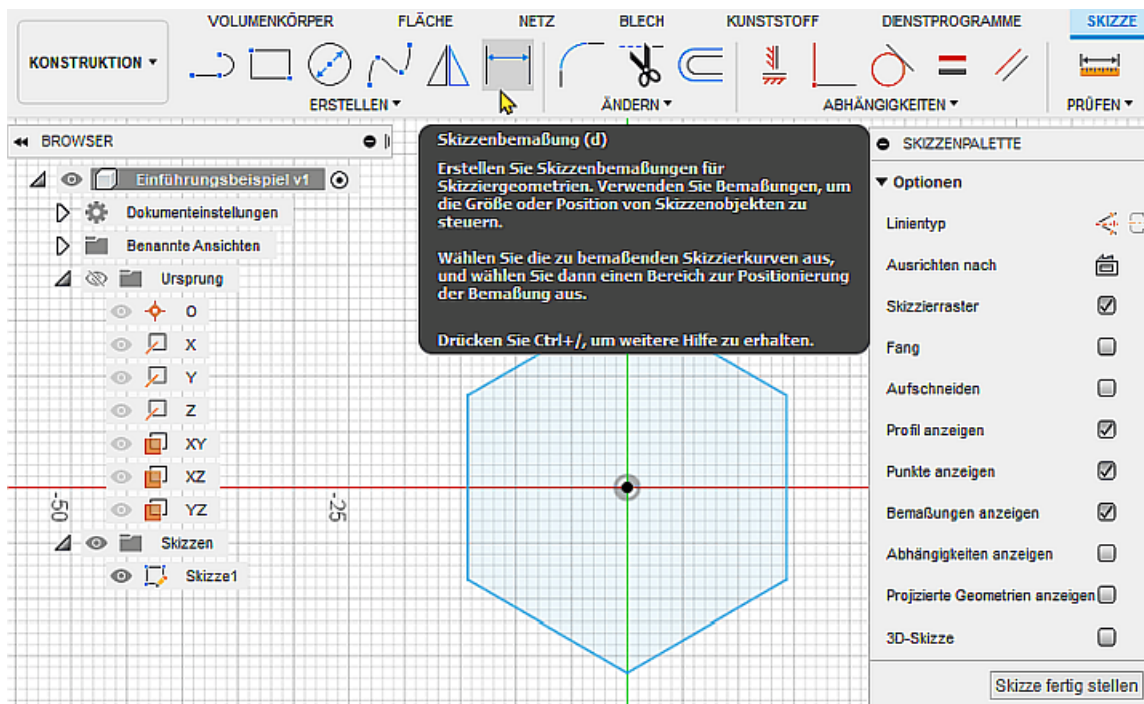 VOLUMENKÖRPER FLÄCHE NETZ BLECH KUNSTSTOFF DIENSTPROGRAMME SKIZZE
KONSTRUKTION
ERSTELLEN ÄNDERN ABHÄNGIGKEITEN PRÜFEN
BROWSER
Einführungsbeispiel v1
Dokumenteinstellungen
Benannte Ansichten
Ursprung
O
X
Y
Z
XY
XZ
YZ
Skizzen
Skizze1
Skizzenbemaßung (d)
Erstellen Sie Skizzenbemaßungen für
Skizziergeometrien. Verwenden Sie Bemaßungen, um
die Größe oder Position von Skizzenobjekten zu
steuern.
Wählen Sie die zu bemaßenden Skizzierkurven aus,
und wählen Sie dann einen Bereich zur Positionierung
der Bemaßung aus.
Drücken Sie Ctrl+/, um weitere Hilfe zu erhalten.
-50
-25
SKIZZENPALETTE
Optionen
Linientyp
Ausrichten nach
Skizzierraster
Fang
Aufschneiden
Profil anzeigen
Punkte anzeigen
Bemaßungen anzeigen
Abhängigkeiten anzeigen
Projizierte Geometrien anzeigen
3D-Skizze
Skizze fertig stellen